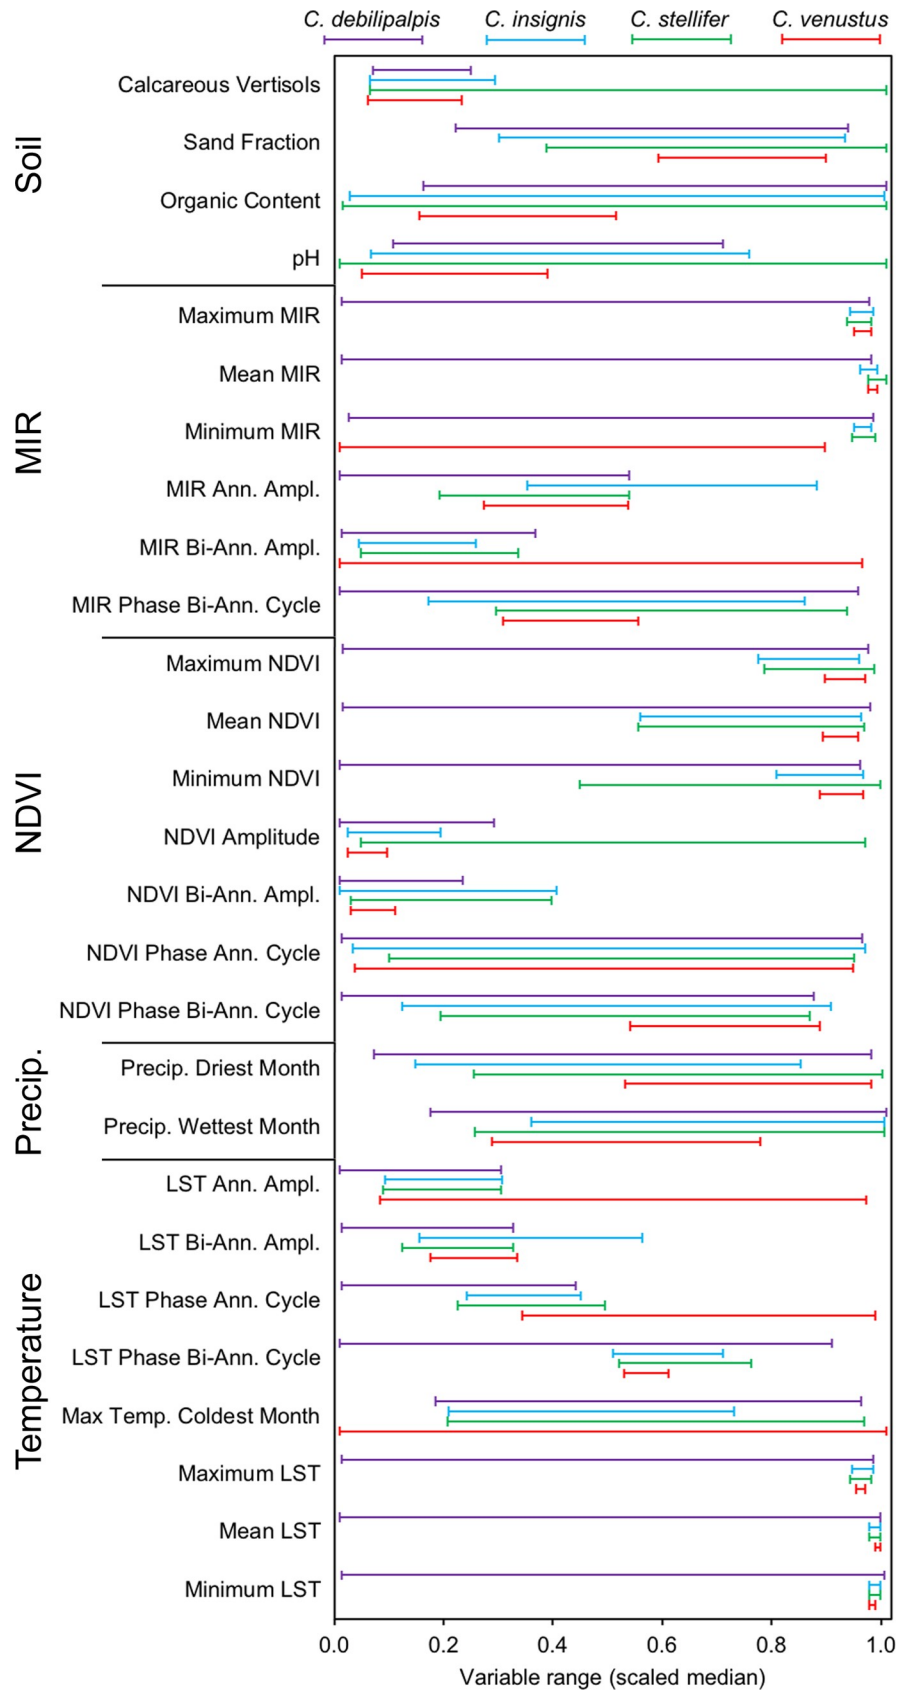 C. debilipalpis C. insignis C. stellifer C. venustus
Soil
Calcareous Vertisols
Sand Fraction
Organic Content
pH
MIR
Maximum MIR
Mean MIR
Minimum MIR
MIR Ann. Ampl.
MIR Bi-Ann. Ampl.
MIR Phase Bi-Ann. Cycle
NDVI
Maximum NDVI
Mean NDVI
Minimum NDVI
NDVI Amplitude
NDVI Bi-Ann. Ampl.
NDVI Phase Ann. Cycle
NDVI Phase Bi-Ann. Cycle
Precip.
Precip. Driest Month
Precip. Wettest Month
Temperature
LST Ann. Ampl.
LST Bi-Ann. Ampl.
LST Phase Ann. Cycle
LST Phase Bi-Ann. Cycle
Max Temp. Coldest Month
Maximum LST
Mean LST
Minimum LST
0.0 0.2 0.4 0.6 0.8 1.0
Variable range (scaled median)